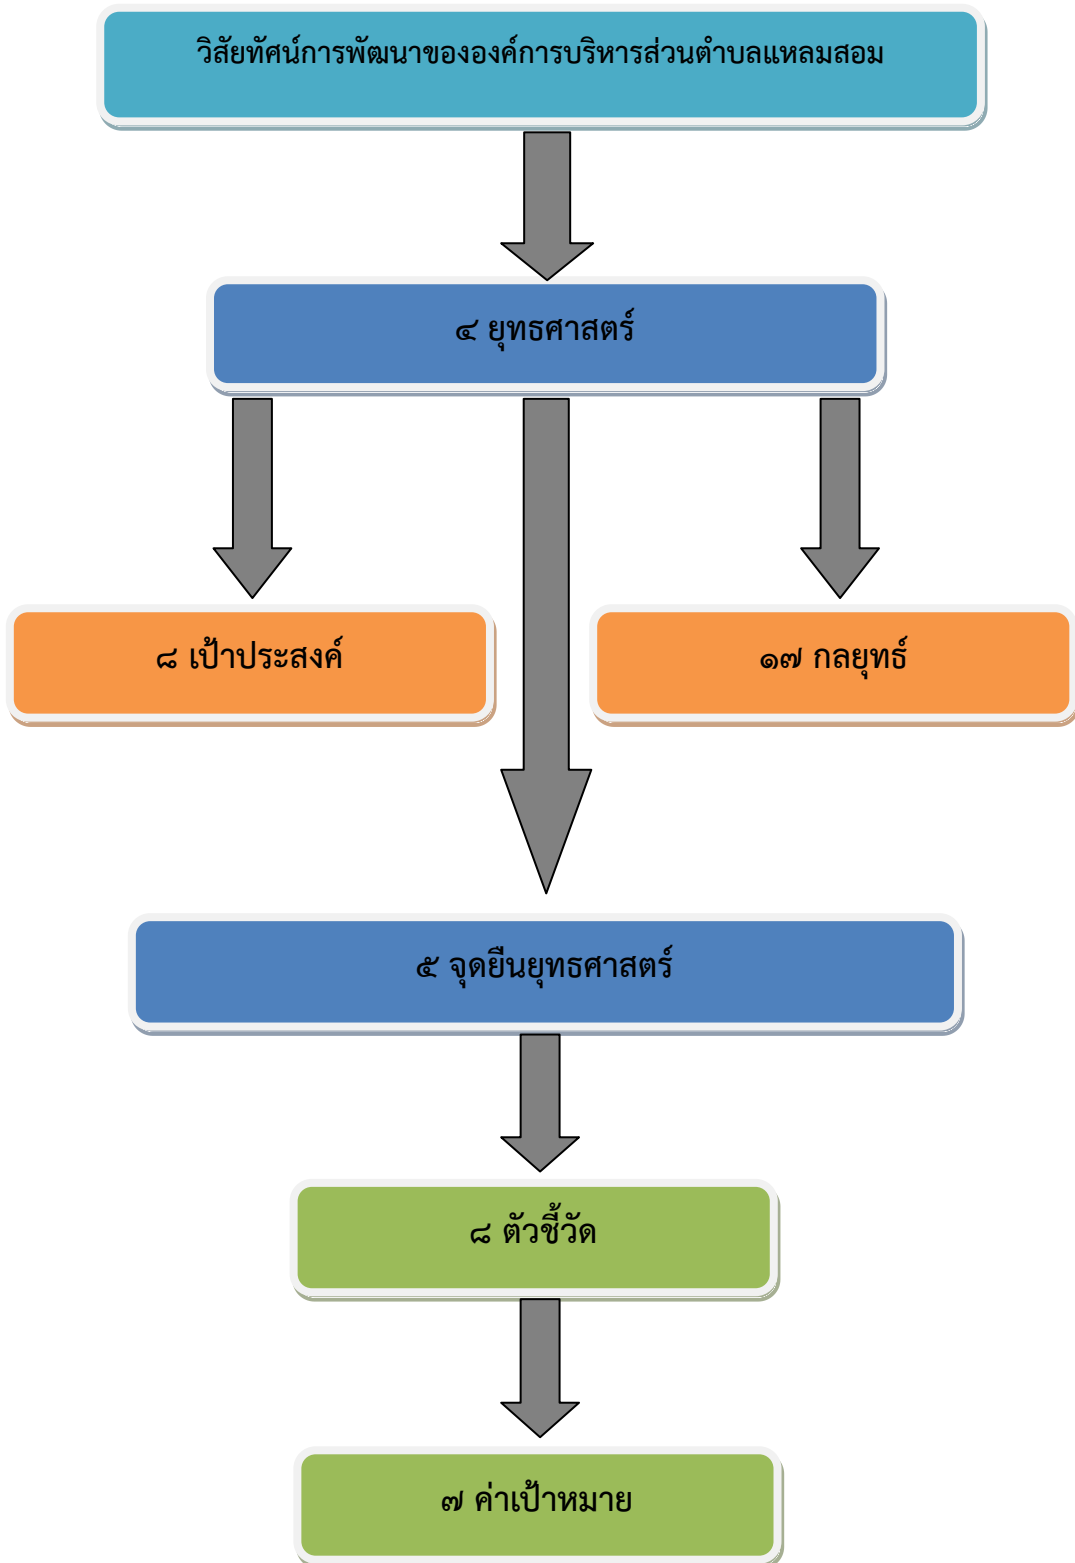 วิสัยทัศน์การพัฒนาขององค์การบริหารส่วนตำบลแหลมสอม
๔ ยุทธศาสตร์
๘ เป้าประสงค์
๑๗ กลยุทธ์
๕ จุดยืนยุทธศาสตร์
๘ ตัวชี้วัด
๗ ค่าเป้าหมาย